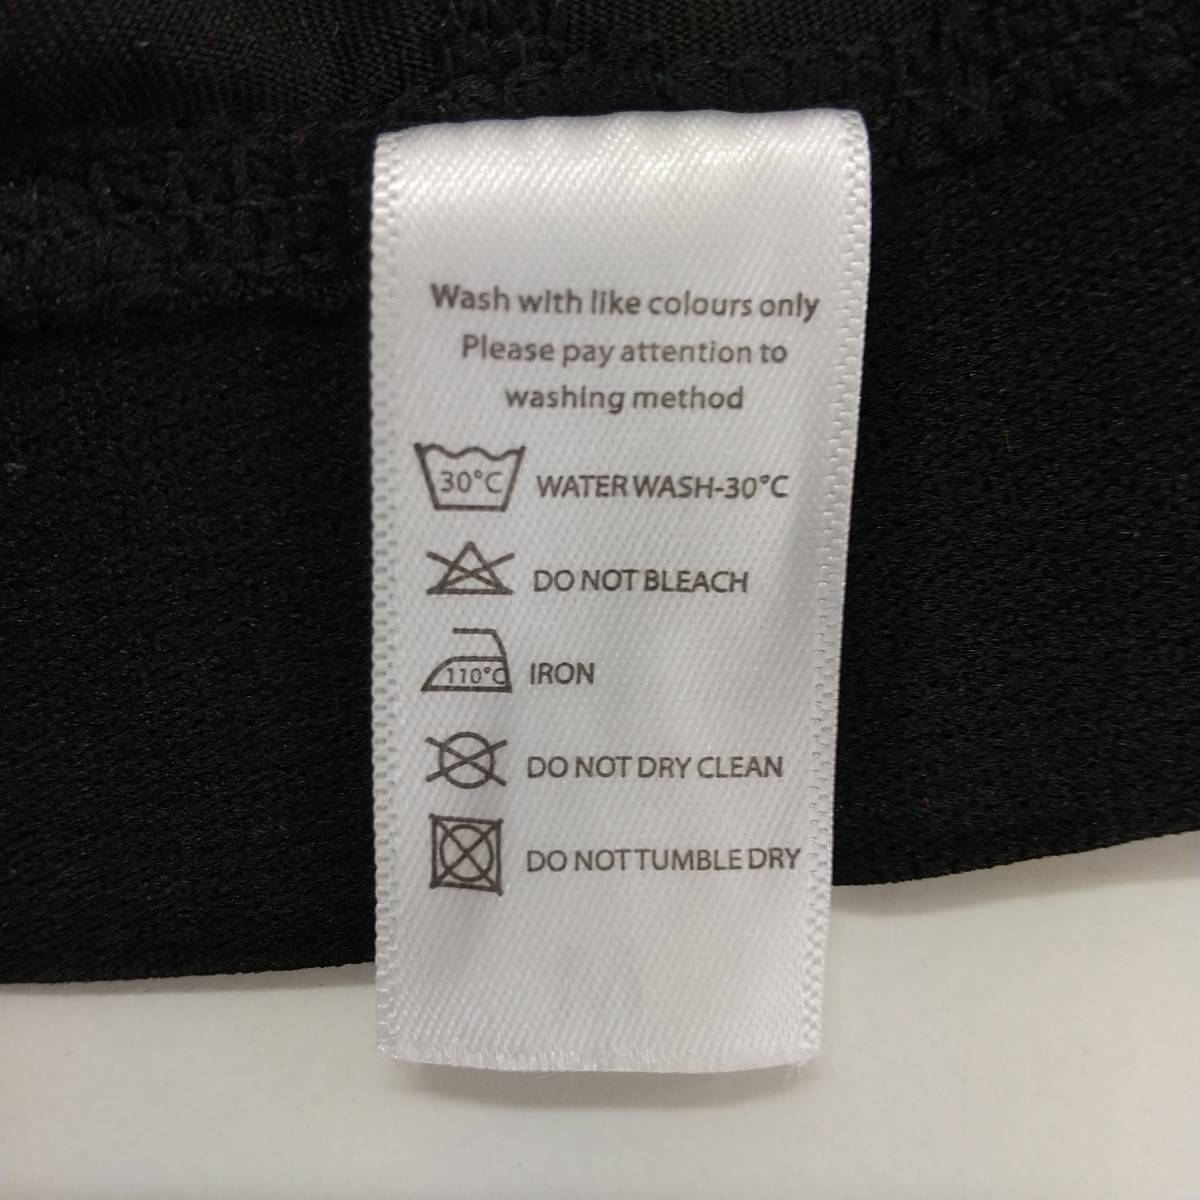 Wash with like colours only
Please pay attention to
washing method
30°C WATER WASH-30°C
DO NOT BLEACH
110°C IRON
DO NOT DRY CLEAN
DO NOT TUMBLE DRY